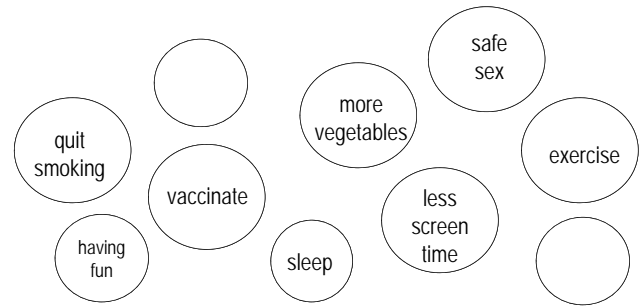 safe
sex
more
vegetables
quit
smoking
exercise
vaccinate
less
screen
time
having
fun
sleep